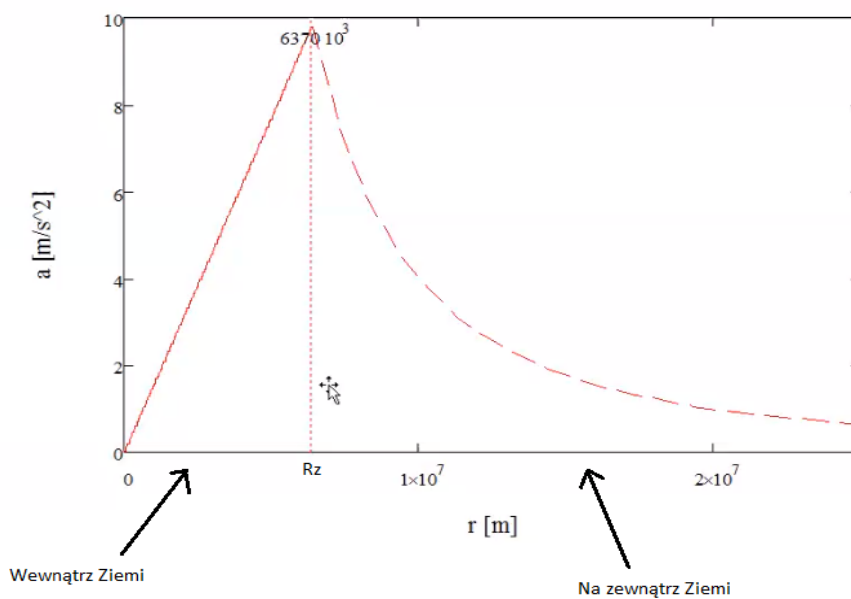 10
6370 10^3
8
6
4
2
0
a [m/s^2]
0
Rz
1×10^7
2×10^7
r [m]
Wewnątrz Ziemi
Na zewnątrz Ziemi